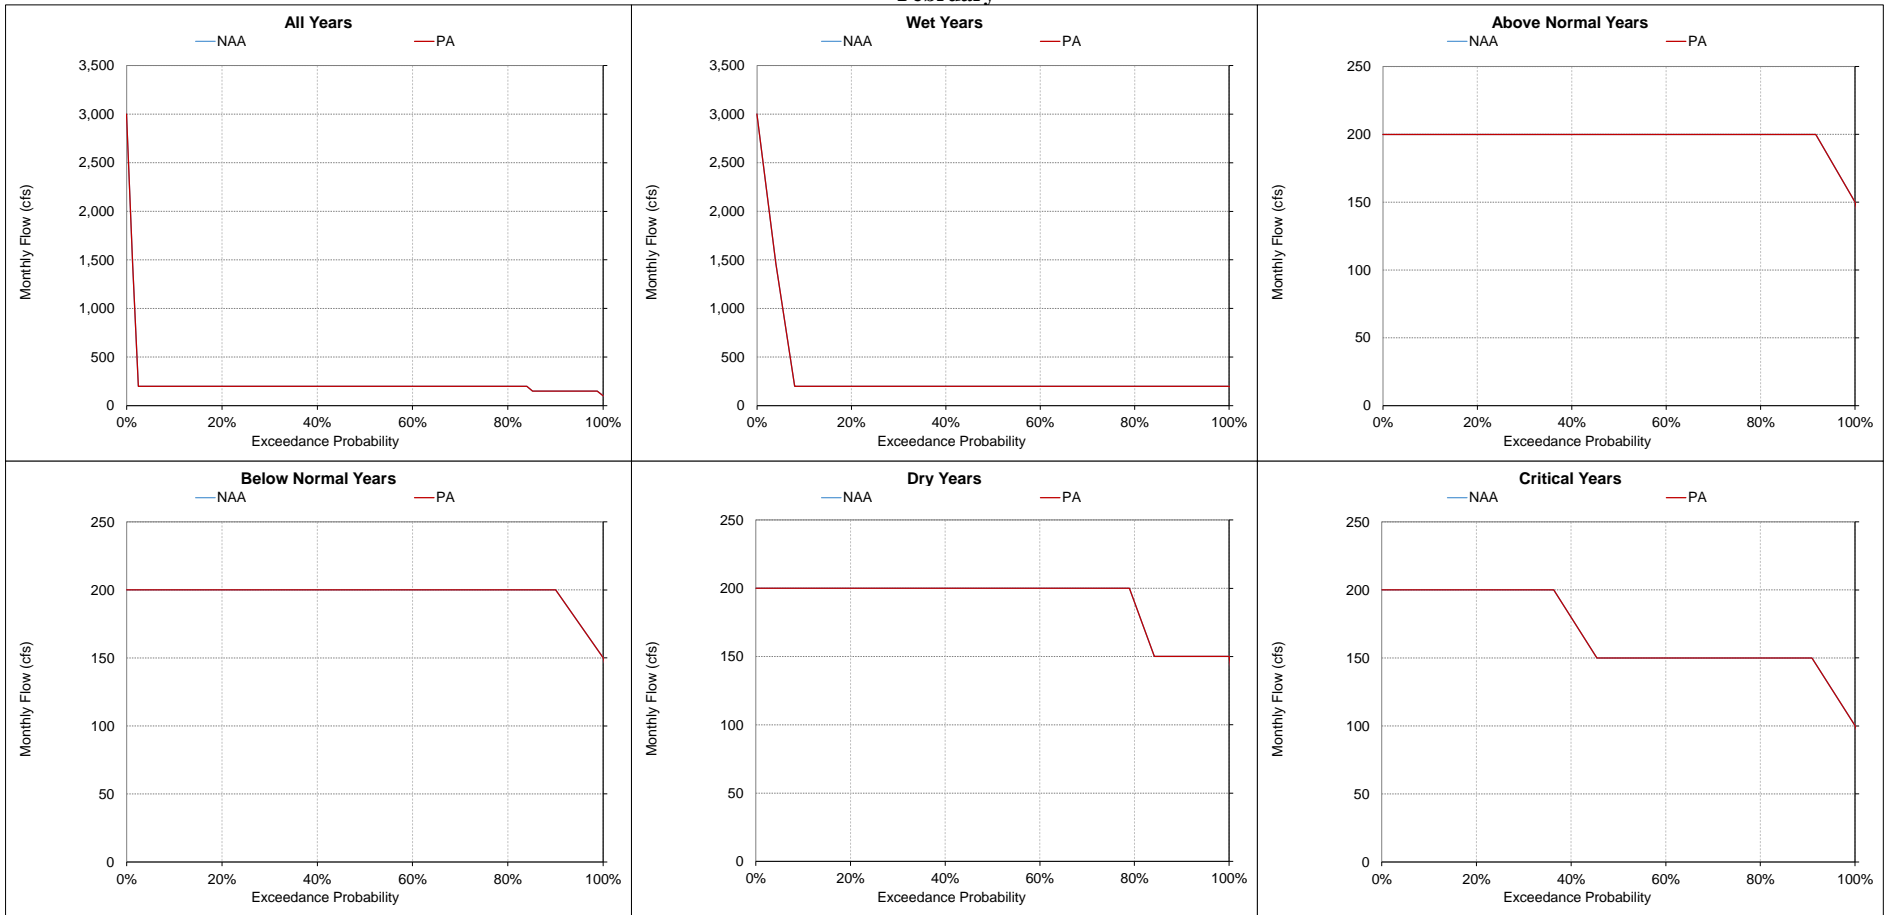 All Years
NAA PA
3,500
3,000
2,500
2,000
1,500
1,000
500
0
Monthly Flow (cfs)
0% 20% 40% 60% 80% 100%
Exceedance Probability
Wet Years
NAA PA
3,500
3,000
2,500
2,000
1,500
1,000
500
0
Monthly Flow (cfs)
0% 20% 40% 60% 80% 100%
Exceedance Probability
Above Normal Years
NAA PA
250
200
150
100
50
0
Monthly Flow (cfs)
0% 20% 40% 60% 80% 100%
Exceedance Probability
Below Normal Years
NAA PA
250
200
150
100
50
0
Monthly Flow (cfs)
0% 20% 40% 60% 80% 100%
Exceedance Probability
Dry Years
NAA PA
250
200
150
100
50
0
Monthly Flow (cfs)
0% 20% 40% 60% 80% 100%
Exceedance Probability
Critical Years
NAA PA
250
200
150
100
50
0
Monthly Flow (cfs)
0% 20% 40% 60% 80% 100%
Exceedance Probability